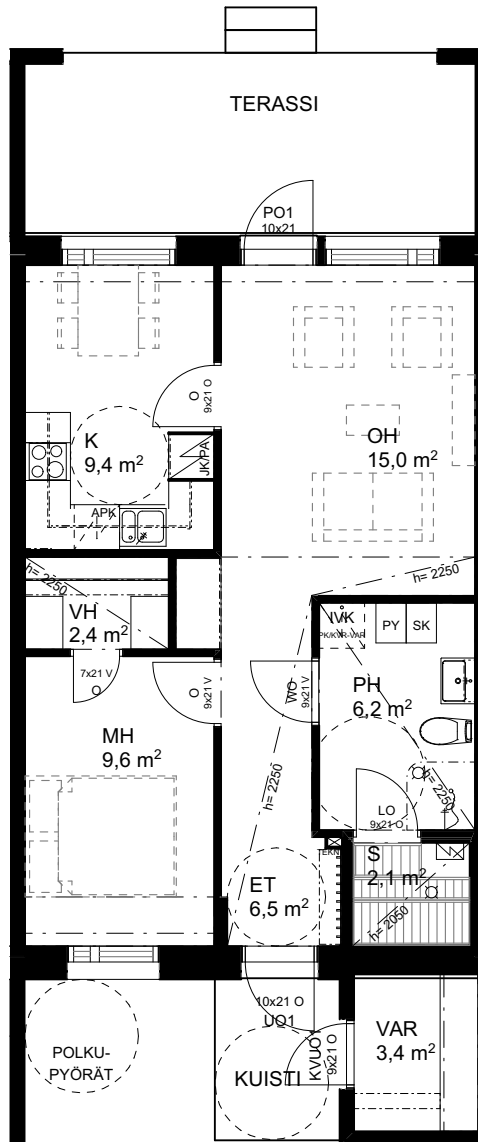 TERASSI
PO1
10x21
O
9x21 O
K
9,4 m²
JK/PA
OH
15,0 m²
APK
h= 2250
h= 2250
VH
2,4 m²
IVK
PK/KVR-VAR
PY
SK
7x21 V
O
O
9x21 V
WO
9x21 V
PH
6,2 m²
MH
9,6 m²
h= 2250
h= 2250
LO
9x21 O
S
2,1 m²
ET
6,5 m²
h= 2050
10x21 O
UO1
KVUO1
9x21 O
VAR
3,4 m²
POLKU-
PYÖRÄT
KUISTI